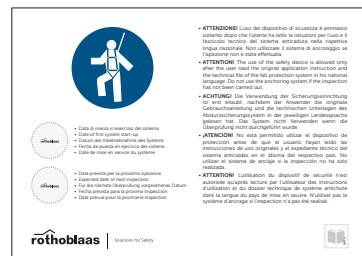 • ATTENZIONE! L'uso del dispositivo di sicurezza è ammesso
soltanto dopo che l'utente ha letto le istruzioni per l'uso e il
fascicolo tecnico del sistema anticaduta nella rispettiva
lingua nazionale. Non utilizzare il sistema di ancoraggio se
l'ispezione non è stata effettuata.
• ATTENTION! The use of the safety device is allowed only
after the user read the original application instruction and
the technical file of the fall protection system in his national
language. Do not use the anchoring system if the inspection
has not been carried out.
• ACHTUNG! Die Verwendung der Sicherungseinrichtung
ist erst erlaubt, nachdem der Anwender die originale
Gebrauchsanleitung und die technischen Unterlagen des
Absturzsicherungssystem in der jeweiligen Landessprache
gelesen hat. Das System nicht Verwenden wenn die
Überprüfung nicht durchgeführt wurde.
• ¡ATENCIÓN! No está permitido utilizar el dispositivo de
protección antes de que el usuario hayan leído las
instrucciones de uso originales y el expediente técnico del
sistema anticaídas en el idioma del respectivo país. No
utilizar el sistema de anclaje si la inspección no ha sido
realizada.
• ATTENTION! L'utilisation du dispositif de sécurité n'est
autorisée qu'après lecture par l'utilisateur des instructions
d'utilisation et du dossier technique de système antichute
dans la langue du pays de mise en œuvre. N'utilisez pas le
système d'ancrage si l'inspection n'a pas été réalisé.
rothoblaas
• Data di messa in esercizio del sistema
• Date of first system start-up
• Datum der Inbetriebnahme des Systems
• Fecha de puesta en ejercicio del sistema
• Date de mise en service du système
rothoblaas
• Data prevista per la prossima ispezione
• Expected date of next inspection
• Für die nächste Überprüfung vorgesehenes Datum
• Fecha prevista para la próxima inspección
• Date prévue pour la prochaine inspection
rothoblaas
Solutions for Safety